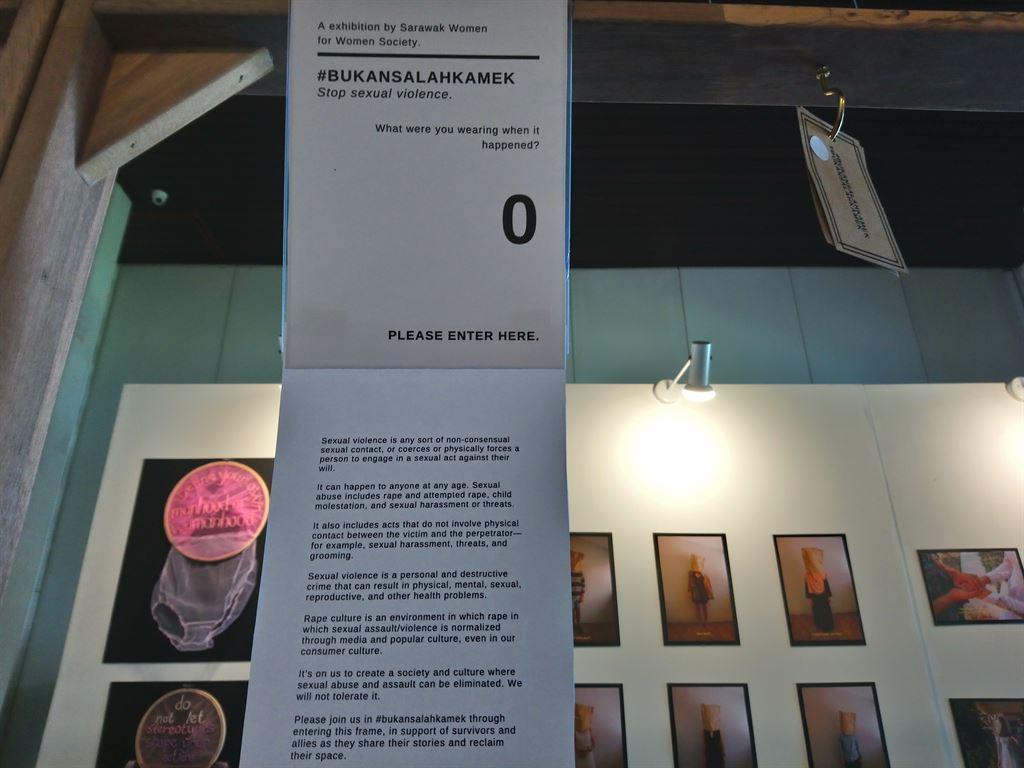 A exhibition by Sarawak Women
for Women Society.
#BUKANSALAHKAMEK
Stop sexual violence.
What were you wearing when it
happened?
0
PLEASE ENTER HERE.
Sexual violence is any sort of non-consensual
sexual contact, or coerces or physically forces a
person to engage in a sexual act against their
will.
It can happen to anyone at any age. Sexual
abuse includes rape and attempted rape, child
molestation, and sexual harassment or threats.
It also includes acts that do not involve physical
contact between the victim and the perpetrator—
for example, sexual harassment, threats, and
grooming.
Sexual violence is a personal and destructive
crime that can result in physical, mental, sexual,
reproductive, and other health problems.
Rape culture is an environment in which rape in
which sexual assault/violence is normalized
through media and popular culture, even in our
consumer culture.
It's on us to create a society and culture where
sexual abuse and assault can be eliminated. We
will not tolerate it.
Please join us in #bukansalahkamek through
entering this frame, in support of survivors and
allies as they share their stories and reclaim
their space.
do
not let
stereotypes
shape your
actions